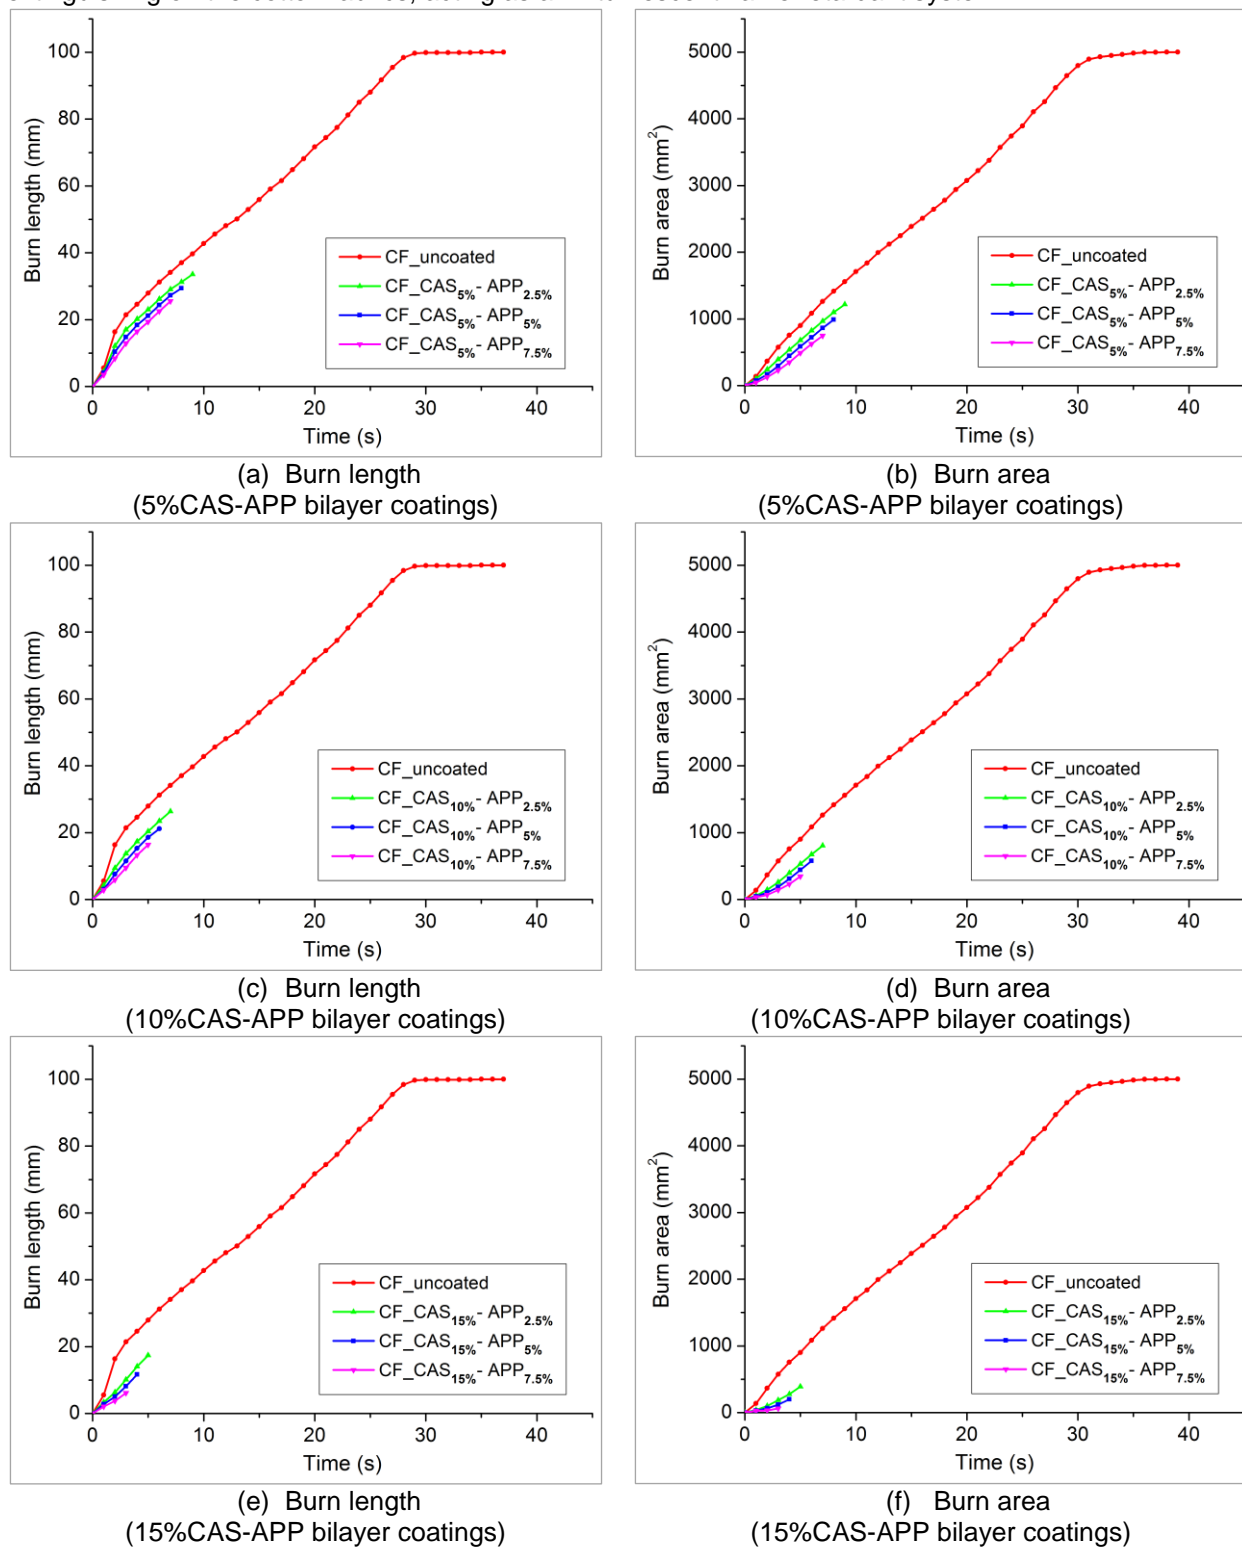 100
80
60
40
20
0
Burn length (mm)
CF_uncoated
CF_CAS5%- APP2.5%
CF_CAS5%- APP5%
CF_CAS5%- APP7.5%
0 10 20 30 40
Time (s)
5000
4000
3000
2000
1000
0
Burn area (mm2)
CF_uncoated
CF_CAS5%- APP2.5%
CF_CAS5%- APP5%
CF_CAS5%- APP7.5%
0 10 20 30 40
Time (s)
(a) Burn length
(5%CAS-APP bilayer coatings)
(b) Burn area
(5%CAS-APP bilayer coatings)
100
80
60
40
20
0
Burn length (mm)
CF_uncoated
CF_CAS10%- APP2.5%
CF_CAS10%- APP5%
CF_CAS10%- APP7.5%
0 10 20 30 40
Time (s)
5000
4000
3000
2000
1000
0
Burn area (mm2)
CF_uncoated
CF_CAS10%- APP2.5%
CF_CAS10%- APP5%
CF_CAS10%- APP7.5%
0 10 20 30 40
Time (s)
(c) Burn length
(10%CAS-APP bilayer coatings)
(d) Burn area
(10%CAS-APP bilayer coatings)
100
80
60
40
20
0
Burn length (mm)
CF_uncoated
CF_CAS15%- APP2.5%
CF_CAS15%- APP5%
CF_CAS15%- APP7.5%
0 10 20 30 40
Time (s)
5000
4000
3000
2000
1000
0
Burn area (mm2)
CF_uncoated
CF_CAS15%- APP2.5%
CF_CAS15%- APP5%
CF_CAS15%- APP7.5%
0 10 20 30 40
Time (s)
(e) Burn length
(15%CAS-APP bilayer coatings)
(f) Burn area
(15%CAS-APP bilayer coatings)